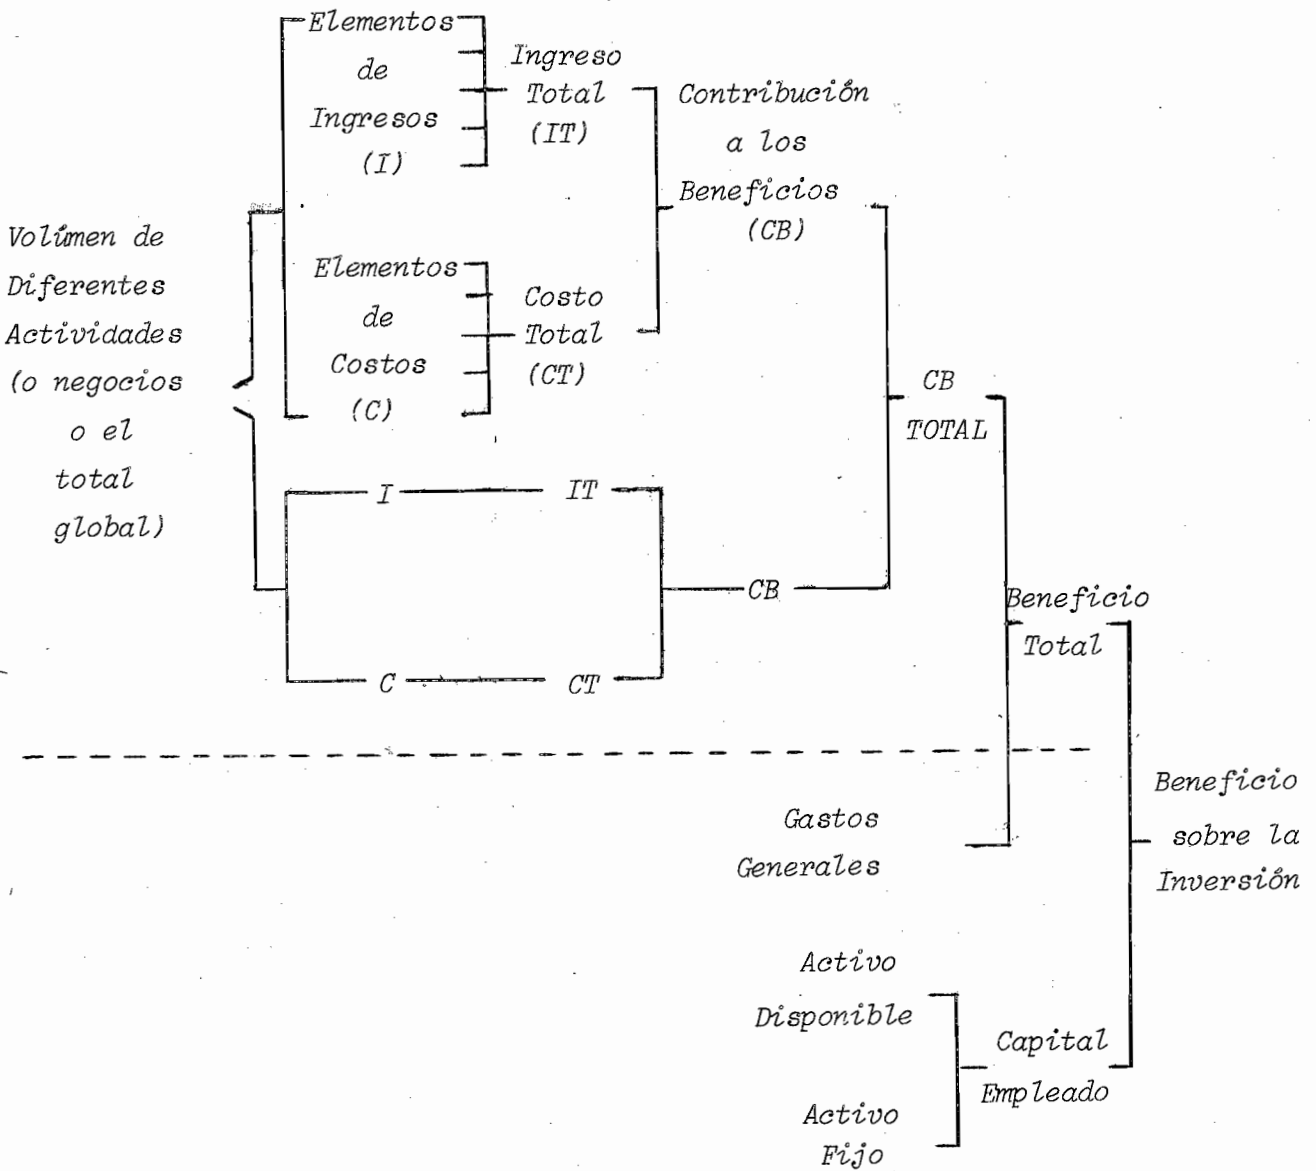 Elementos
de
Ingresos
(I)
Ingreso
Total
(IT)
Contribución
a los
Beneficios
(CB)
Volúmen de
Diferentes
Actividades
(o negocios
o el
total
global)
Elementos
de
Costos
(C)
Costo
Total
(CT)
CB
TOTAL
I
IT
CB
C
CT
Beneficio
Total
Gastos
Generales
Beneficio
sobre la
Inversión
Activo
Disponible
Capital
Empleado
Activo
Fijo